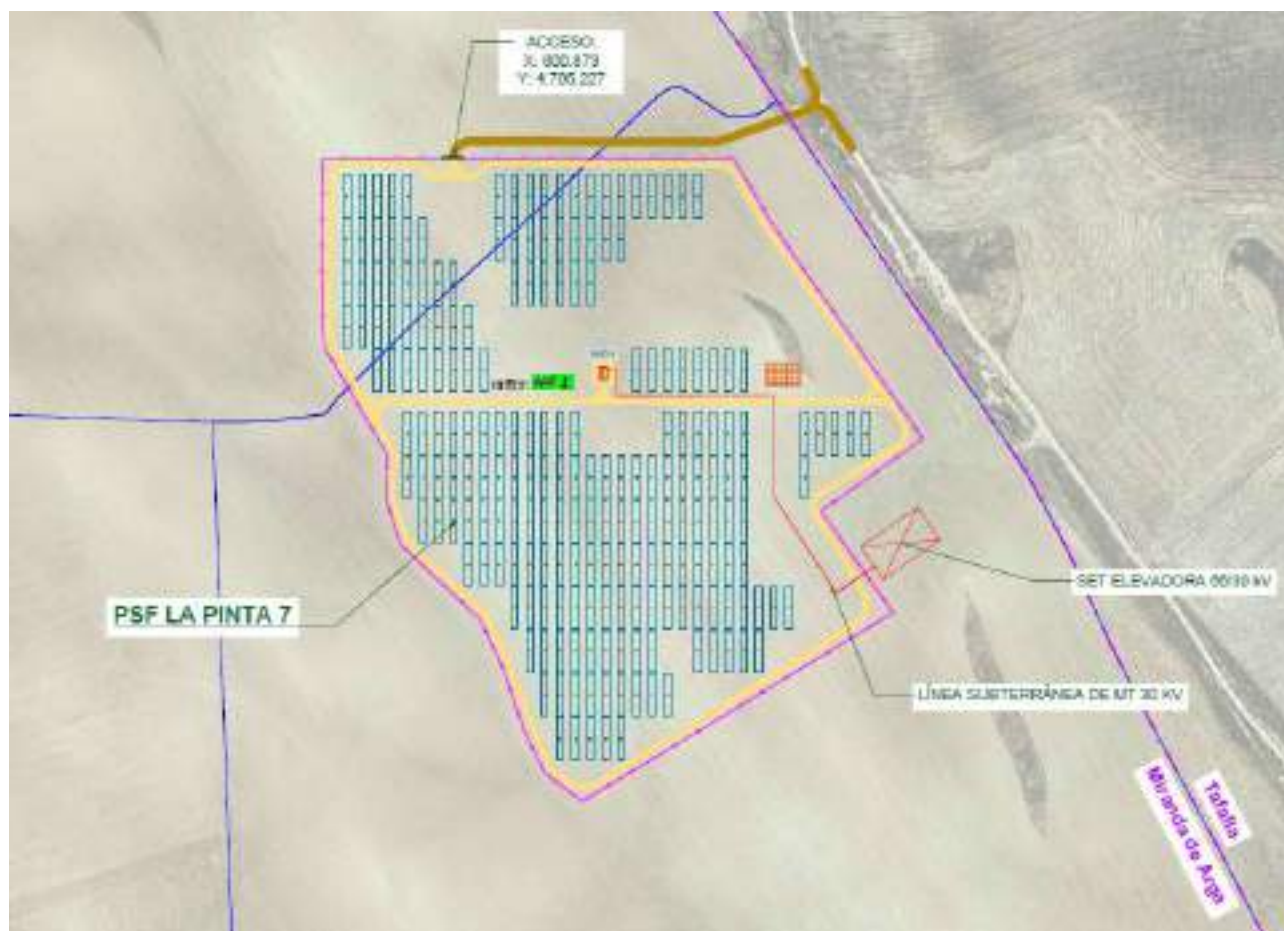 ACCESO:
X: 600.879
Y: 4.706.227
PSF LA PINTA 7
SET ELEVADORA 66/30 kV
LÍNEA SUBTERRÁNEA DE MT 30 KV
Tafalla
Miranda de Arga